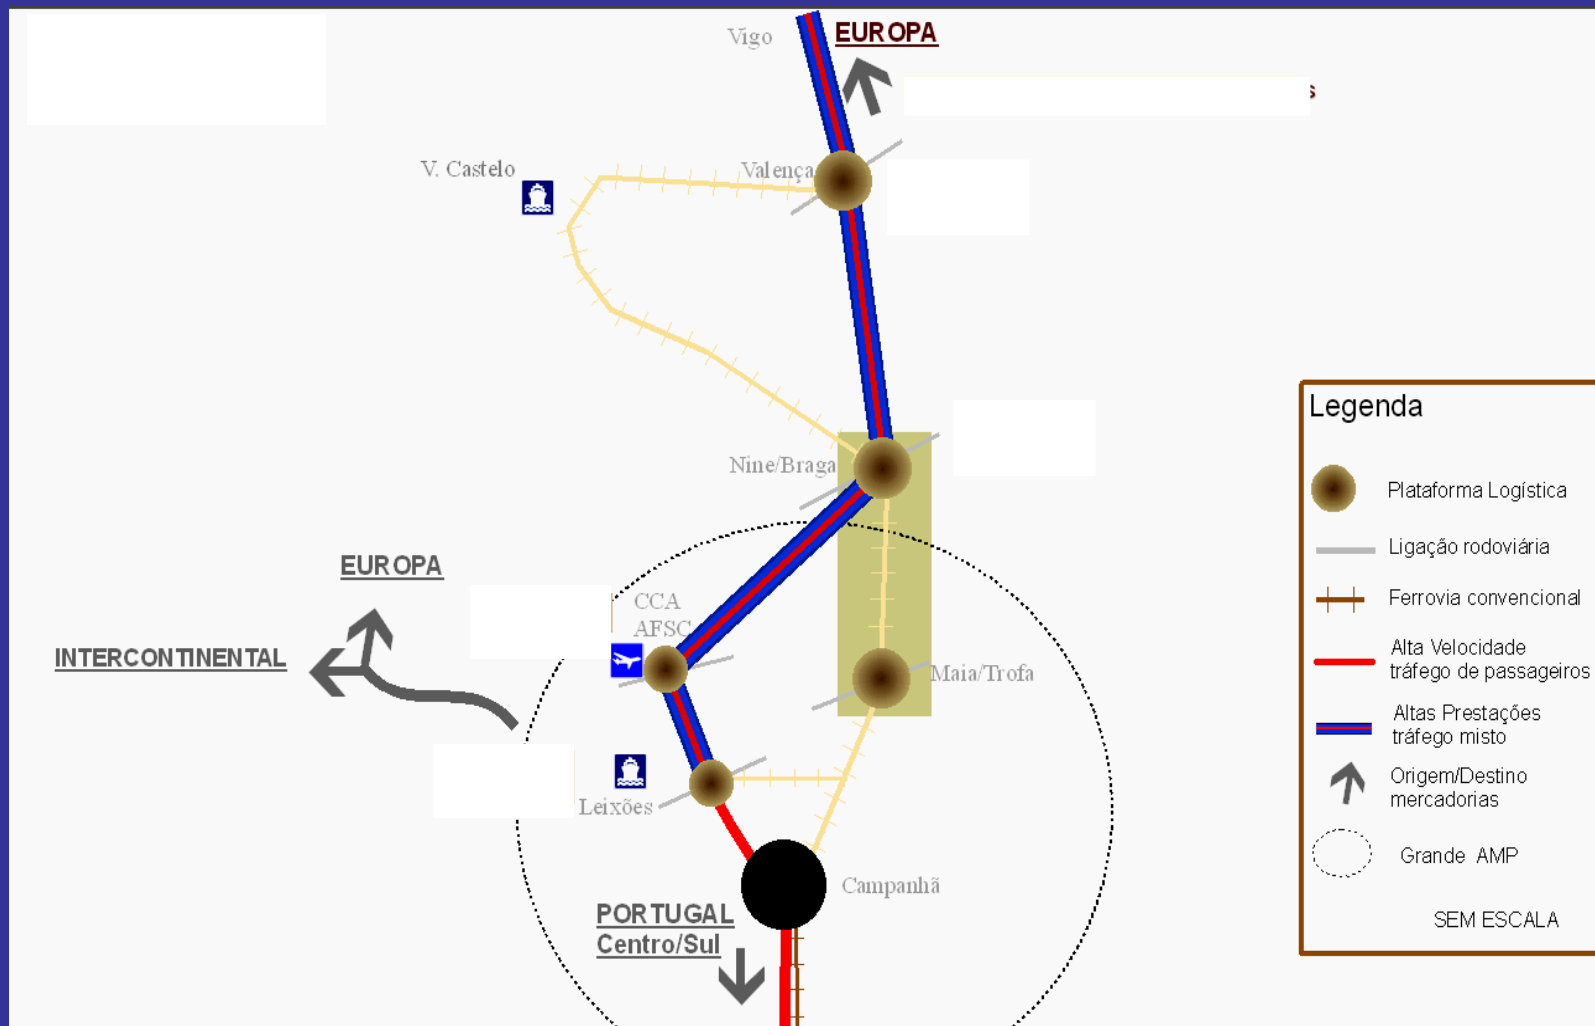 Vigo
EUROPA
s
V. Castelo
Valença
Nine/Braga
EUROPA
INTERCONTINENTAL
CCA
AFSC
Maia/Trofa
Leixões
Campanhã
PORTUGAL
Centro/Sul
Legenda
Plataforma Logística
Ligação rodoviária
Ferrovia convencional
Alta Velocidade
tráfego de passageiros
Altas Prestações
tráfego misto
Origem/Destino
mercadorias
Grande AMP
SEM ESCALA